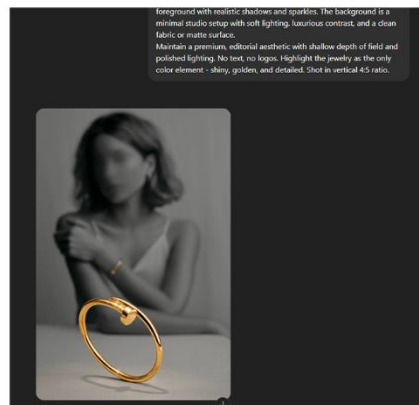 foreground with realistic shadows and sparkles. The background is a
minimal studio setup with soft lighting, luxurious contrast, and a clean
fabric or matte surface.
Maintain a premium, editorial aesthetic with shallow depth of field and
polished lighting. No text, no logos. Highlight the jewelry as the only
color element - shiny, golden, and detailed. Shot in vertical 4:5 ratio.